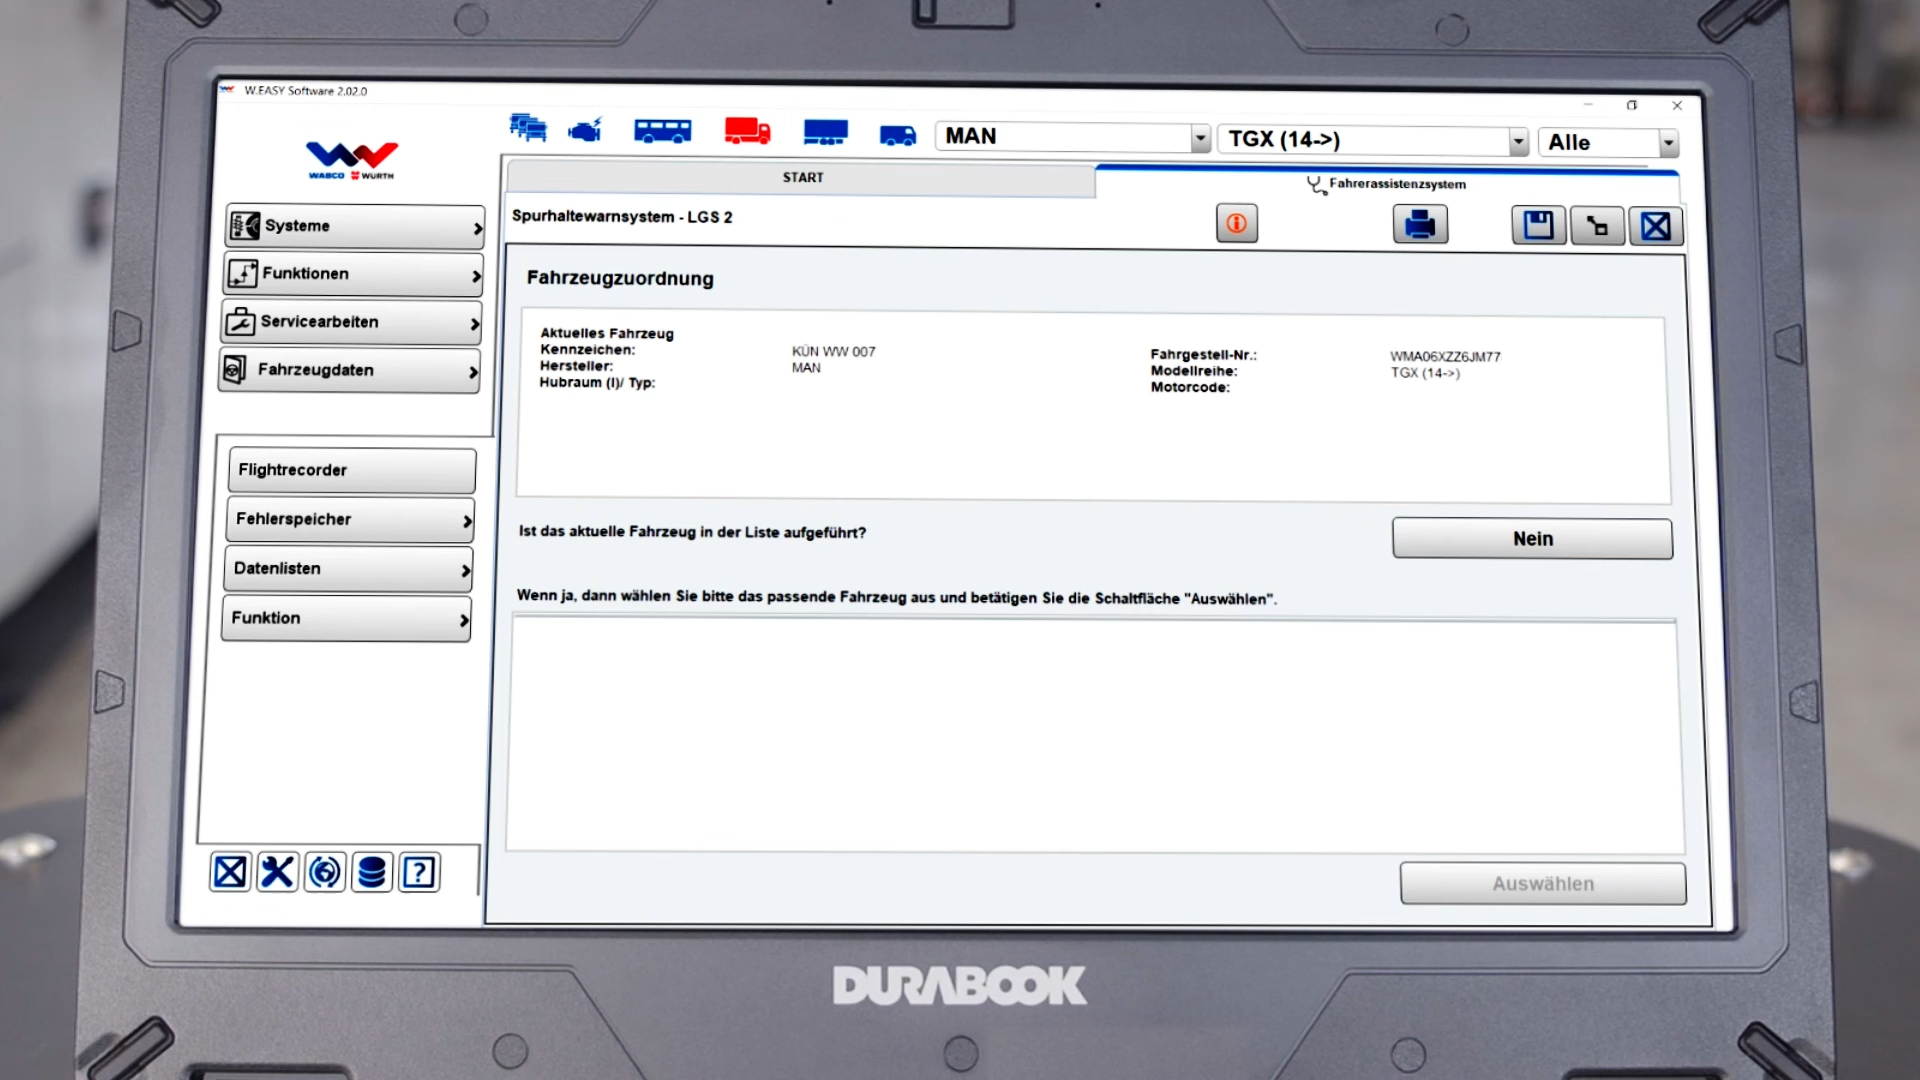 W.EASY Software 2.02.0
WABCO WÜRTH
MAN
TGX (14->)
Alle
START
Fahrerassistenzsystem
Spurhaltewarnsystem - LGS 2
Systeme
Funktionen
Servicearbeiten
Fahrzeugdaten
Flightrecorder
Fehlerspeicher
Datenlisten
Funktion
Fahrzeugzuordnung
Aktuelles Fahrzeug
Kennzeichen: KÜN WW 007
Hersteller: MAN
Hubraum (l)/ Typ:
Fahrgestell-Nr.: WMA06XZZ6JM77
Modellreihe: TGX (14->)
Motorcode:
Ist das aktuelle Fahrzeug in der Liste aufgeführt?
Nein
Wenn ja, dann wählen Sie bitte das passende Fahrzeug aus und betätigen Sie die Schaltfläche "Auswählen".
Auswählen
DURABOOK